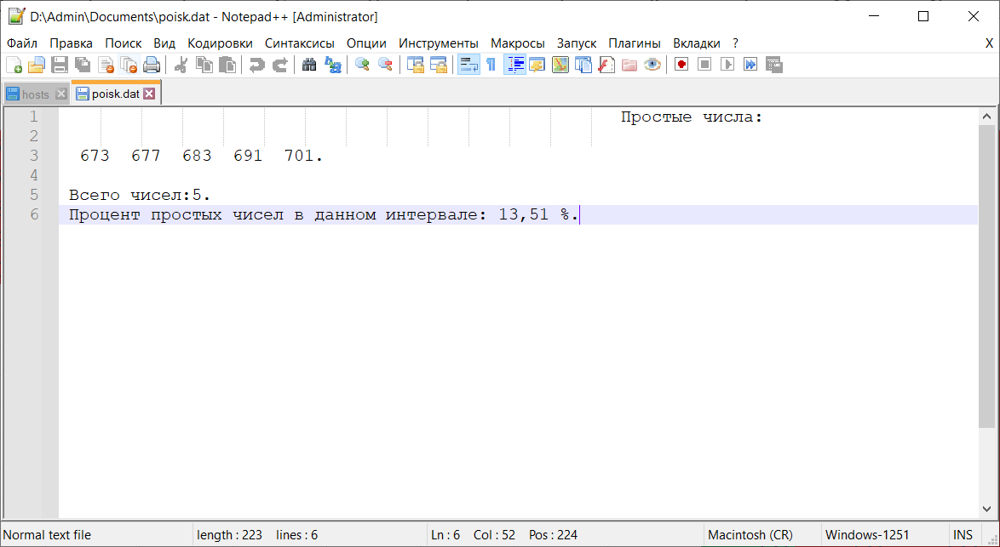 D:\Admin\Documents\poisk.dat - Notepad++ [Administrator]
Файл Правка Поиск Вид Кодировки Синтаксисы Опции Инструменты Макросы Запуск Плагины Вкладки ? X
hosts poisk.dat
1 Простые числа:
2
3 673 677 683 691 701.
4
5 Всего чисел:5.
6 Процент простых чисел в данном интервале: 13,51 %.
Normal text file length : 223 lines : 6 Ln : 6 Col : 52 Pos : 224 Macintosh (CR) Windows-1251 INS